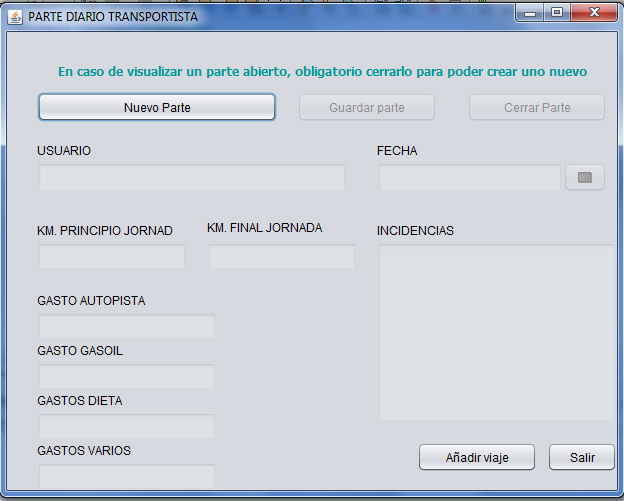 PARTE DIARIO TRANSPORTISTA
En caso de visualizar un parte abierto, obligatorio cerrarlo para poder crear uno nuevo
Nuevo Parte Guardar parte Cerrar Parte
USUARIO FECHA
KM. PRINCIPIO JORNAD KM. FINAL JORNADA INCIDENCIAS
GASTO AUTOPISTA
GASTO GASOIL
GASTOS DIETA
GASTOS VARIOS
Añadir viaje Salir